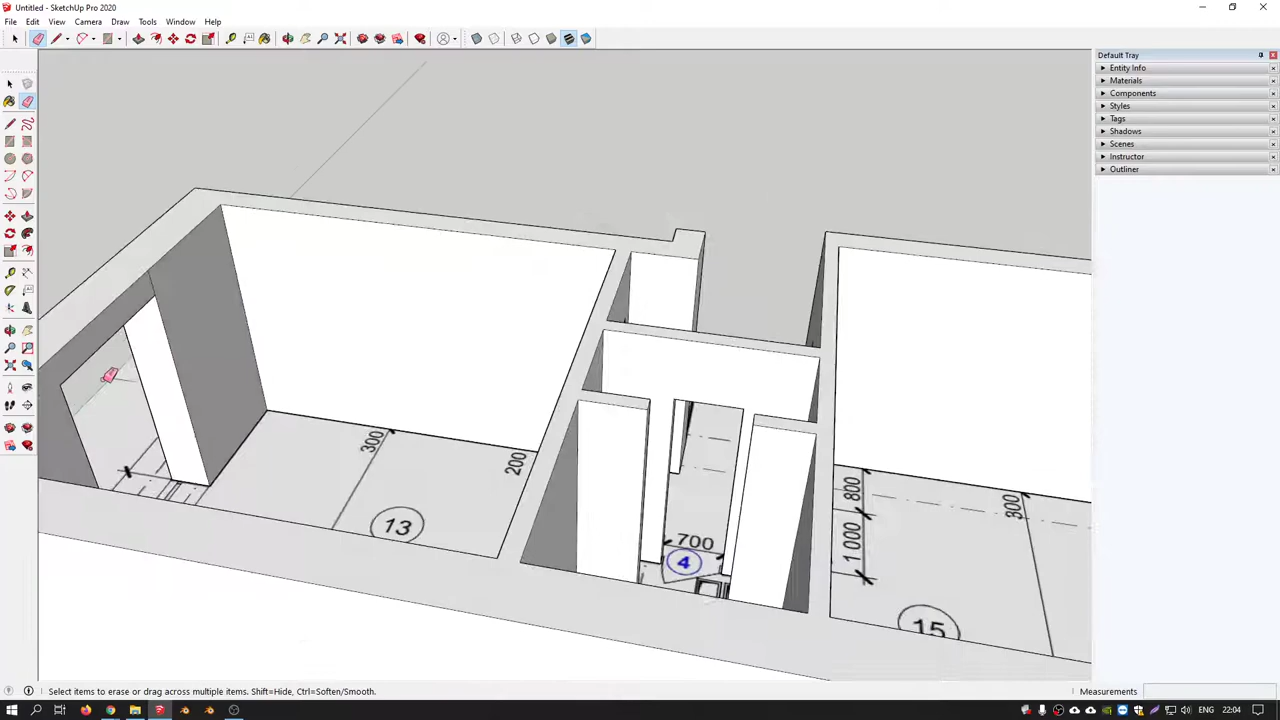 Untitled - SketchUp Pro 2020
File Edit View Camera Draw Tools Window Help
Default Tray
Entity Info
Materials
Components
Styles
Tags
Shadows
Scenes
Instructor
Outliner
300
200
13
700
4
800
1 000
300
15
Select items to erase or drag across multiple items. Shift=Hide, Ctrl=Soften/Smooth.
Measurements
ENG 22:04